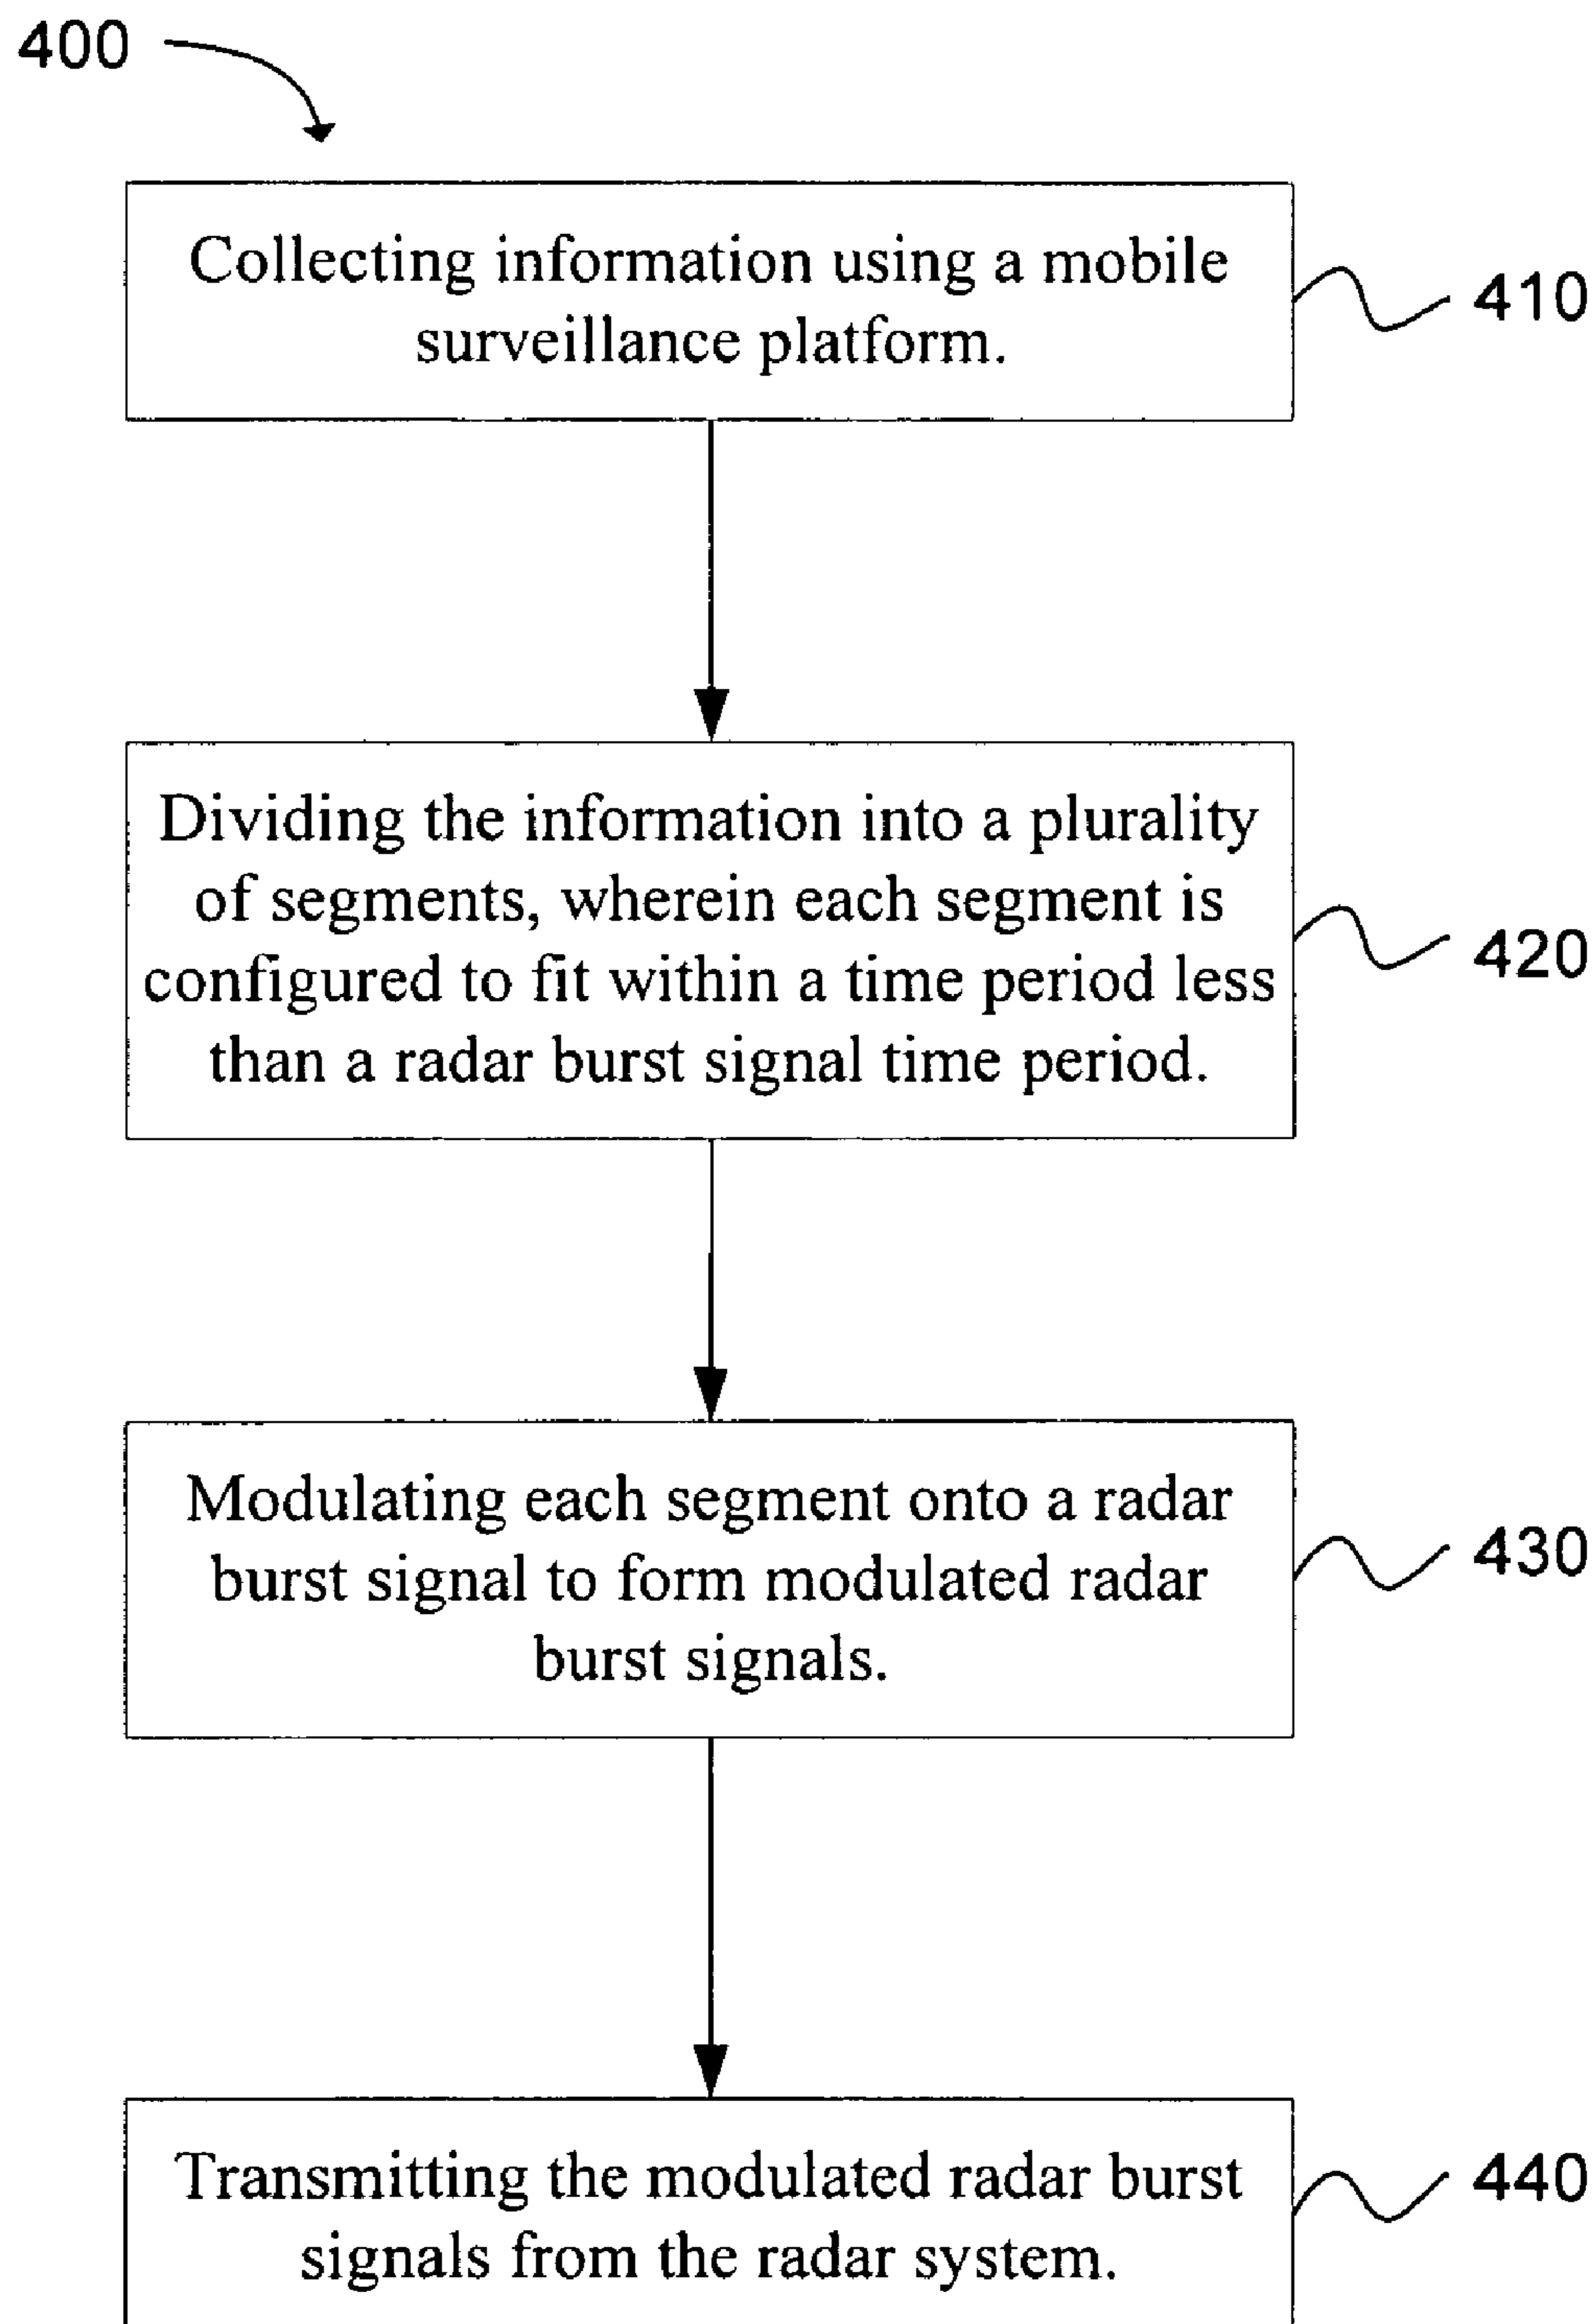 400
Collecting information using a mobile
surveillance platform.
410
Dividing the information into a plurality
of segments, wherein each segment is
configured to fit within a time period less
than a radar burst signal time period.
420
Modulating each segment onto a radar
burst signal to form modulated radar
burst signals.
430
Transmitting the modulated radar burst
signals from the radar system.
440